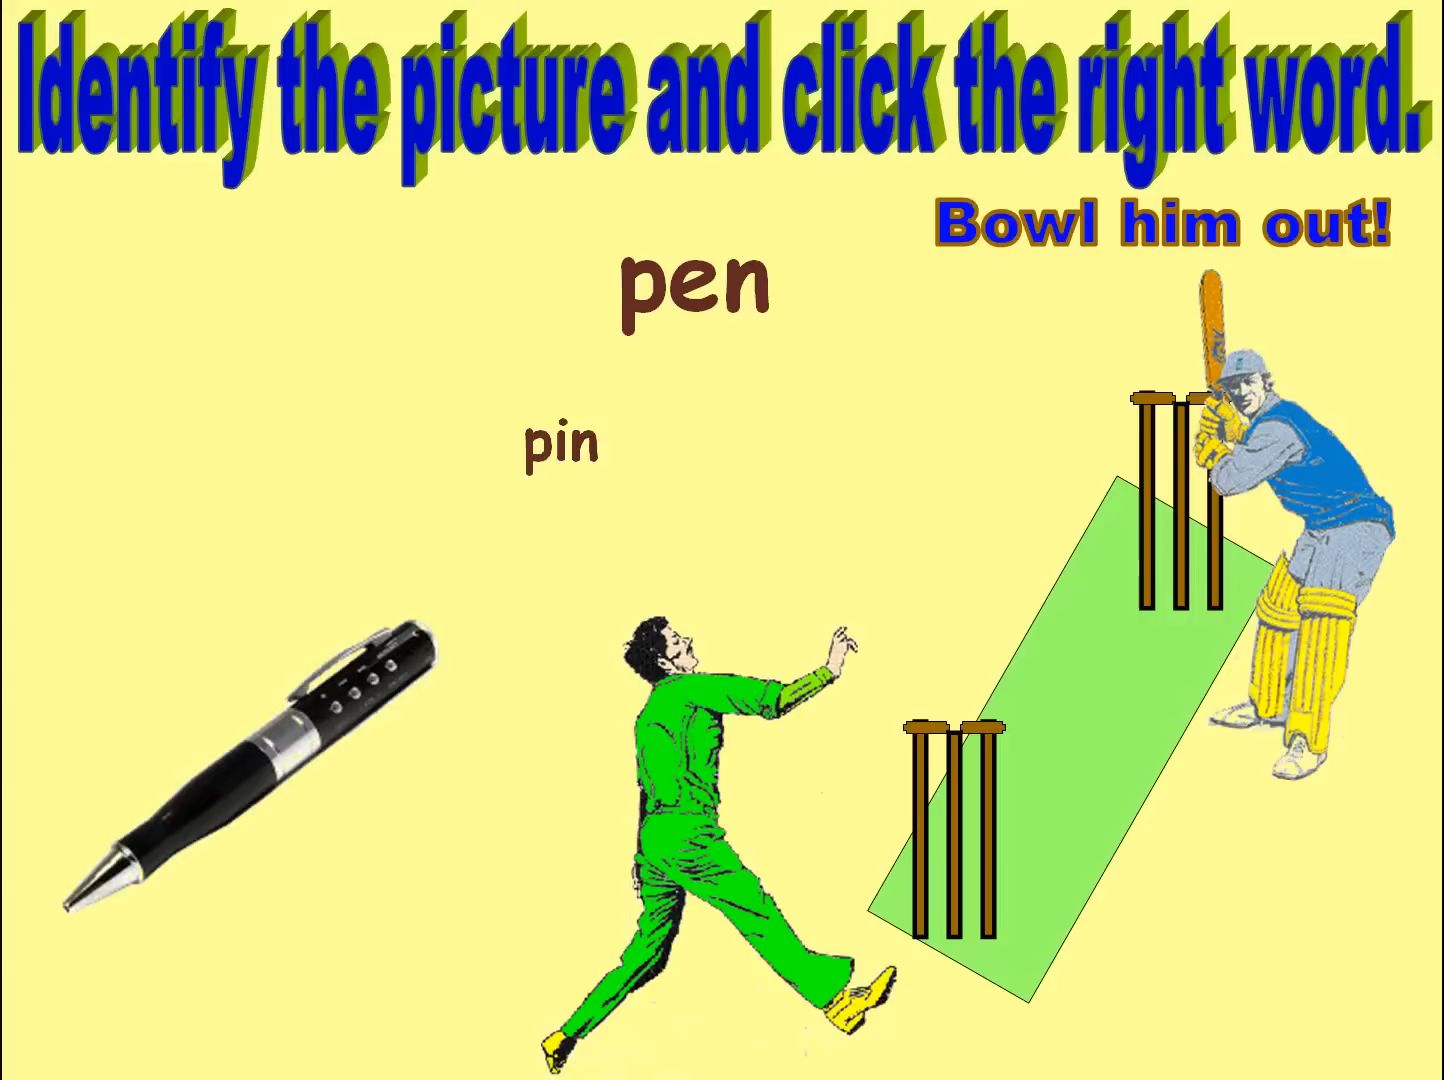 Identify the picture and click the right word.
Bowl him out!
pen
pin